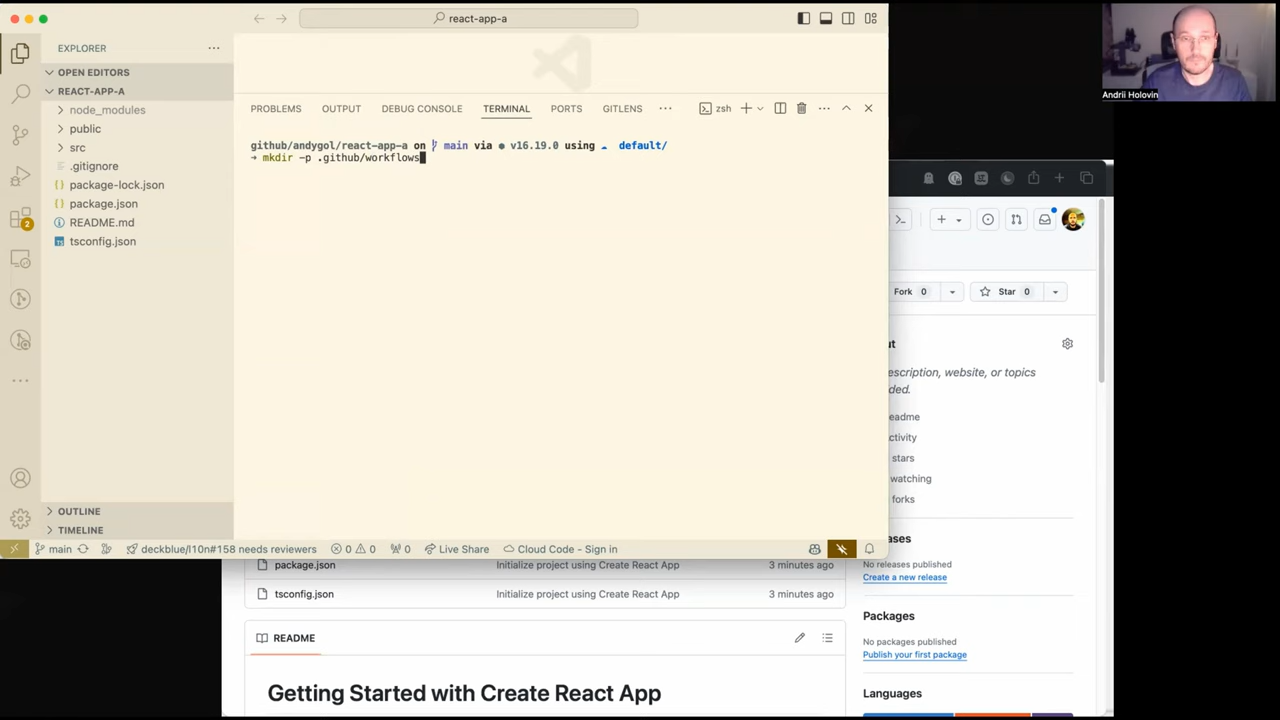 react-app-a
EXPLORER
OPEN EDITORS
REACT-APP-A
node_modules
public
src
.gitignore
package-lock.json
package.json
README.md
tsconfig.json
OUTLINE
TIMELINE
2
PROBLEMS OUTPUT DEBUG CONSOLE TERMINAL PORTS GITLENS zsh
github/andygol/react-app-a on main via v16.19.0 using default/
→ mkdir -p .github/workflows
main deckblue/l10n#158 needs reviewers 0 0 0 Live Share Cloud Code - Sign in
Andrii Holovin
Fork 0 Star 0
ut
escription, website, or topics
ded.
eadme
ctivity
stars
watching
forks
ases
No releases published
Create a new release
Packages
No packages published
Publish your first package
Languages
package.json Initialize project using Create React App 3 minutes ago
tsconfig.json Initialize project using Create React App 3 minutes ago
README
Getting Started with Create React App